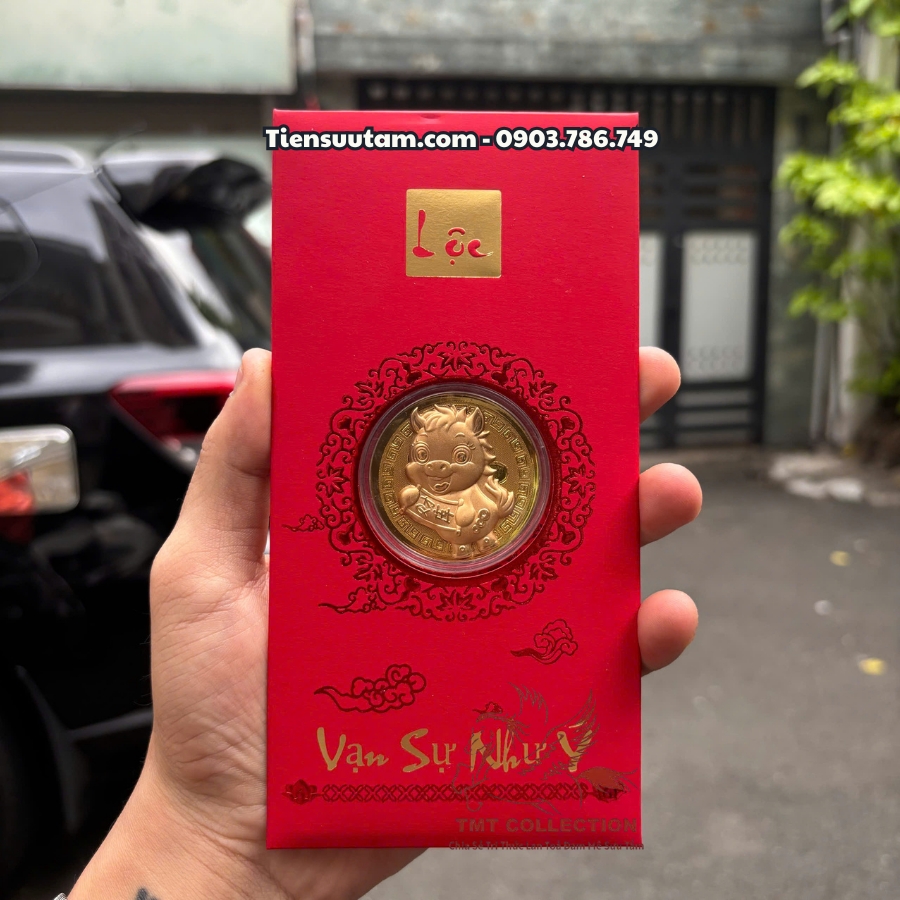 Tiensuutam.com - 0903.786.749
Lộc
Vạn Sự Như Ý
TMT COLLECTION